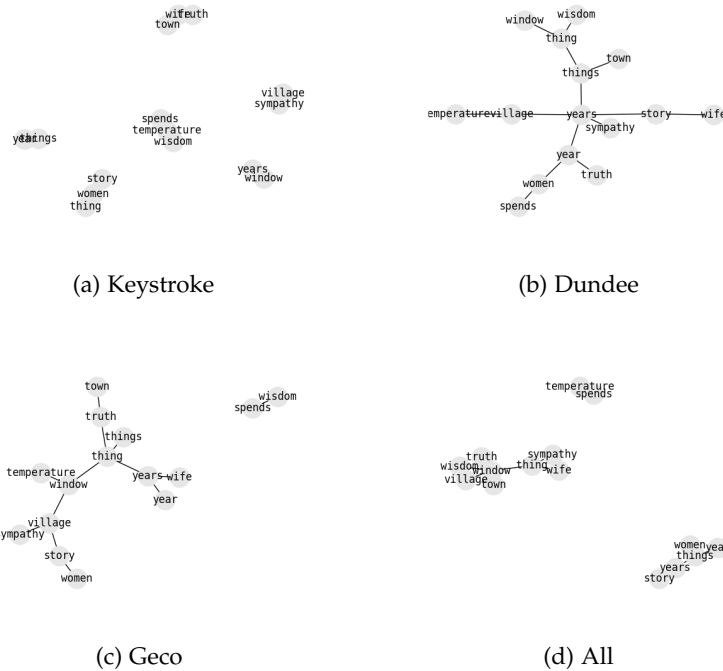 wife truth
town
village
sympathy
spends
temperature
wisdom
year things
years
window
story
women
thing
(a) Keystroke
window wisdom
thing
town
things
emperature village years story wife
sympathy
year
truth
women
spends
(b) Dundee
town
truth
things
thing
temperature
window
years wife
year
village
sympathy
story
women
wisdom
spends
(c) Geco
temperature
spends
truth sympathy
wisdom window thing wife
village
town
women
things yea
years
story
(d) All